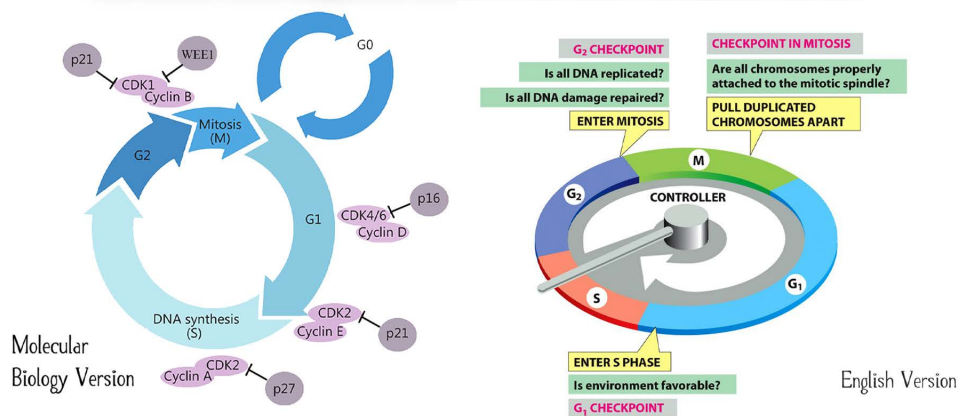 G0
p21
WEE1
CDK1
Cyclin B
Mitosis
(M)
G2
G1
CDK4/6
Cyclin D
p16
DNA synthesis
(S)
CDK2
Cyclin E
p21
CDK2
Cyclin A
p27
Molecular
Biology Version
G₂ CHECKPOINT
Is all DNA replicated?
Is all DNA damage repaired?
ENTER MITOSIS
CHECKPOINT IN MITOSIS
Are all chromosomes properly
attached to the mitotic spindle?
PULL DUPLICATED
CHROMOSOMES APART
M
G₂
CONTROLLER
G₁
S
ENTER S PHASE
Is environment favorable?
G₁ CHECKPOINT
English Version